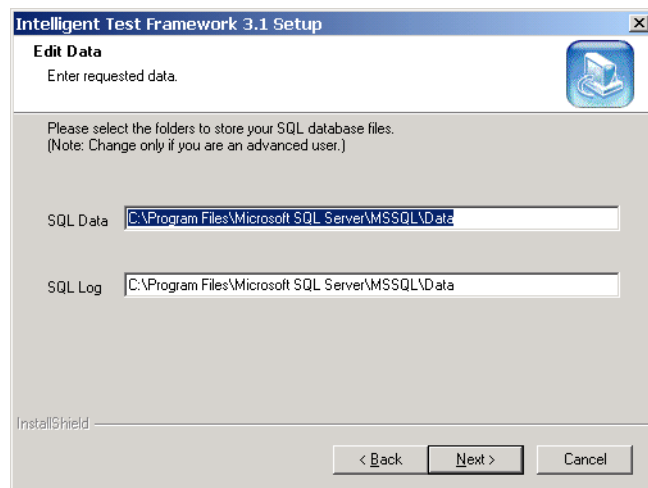 Intelligent Test Framework 3.1 Setup
Edit Data
Enter requested data.
Please select the folders to store your SQL database files.
(Note: Change only if you are an advanced user.)
SQL Data C:\Program Files\Microsoft SQL Server\MSSQL\Data
SQL Log C:\Program Files\Microsoft SQL Server\MSSQL\Data
InstallShield
< Back Next > Cancel